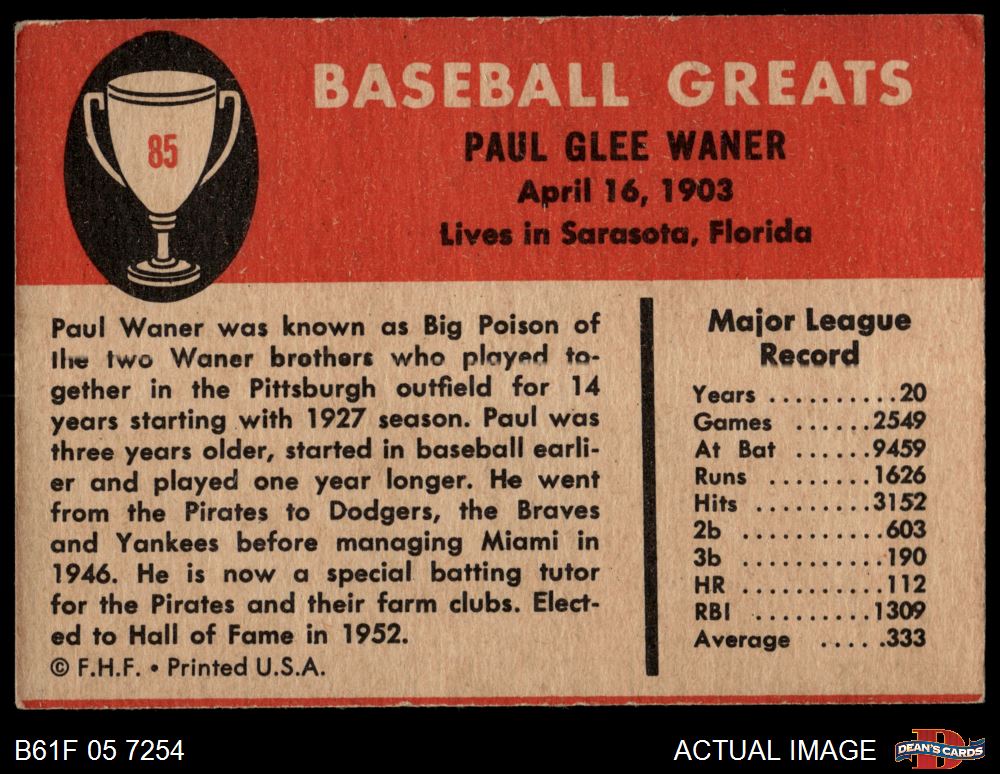 85
BASEBALL GREATS
PAUL GLEE WANER
April 16, 1903
Lives in Sarasota, Florida
Paul Waner was known as Big Poison of
the two Waner brothers who played to-
gether in the Pittsburgh outfield for 14
years starting with 1927 season. Paul was
three years older, started in baseball earli-
er and played one year longer. He went
from the Pirates to Dodgers, the Braves
and Yankees before managing Miami in
1946. He is now a special batting tutor
for the Pirates and their farm clubs. Elect-
ed to Hall of Fame in 1952.
© F.H.F. • Printed U.S.A.
Major League
Record
Years ..........20
Games ......2549
At Bat ......9459
Runs ........1626
Hits .........3152
2b ...........603
3b ...........190
HR ...........112
RBI .........1309
Average .....333
B61F 05 7254
ACTUAL IMAGE
D
DEAN'S CARDS